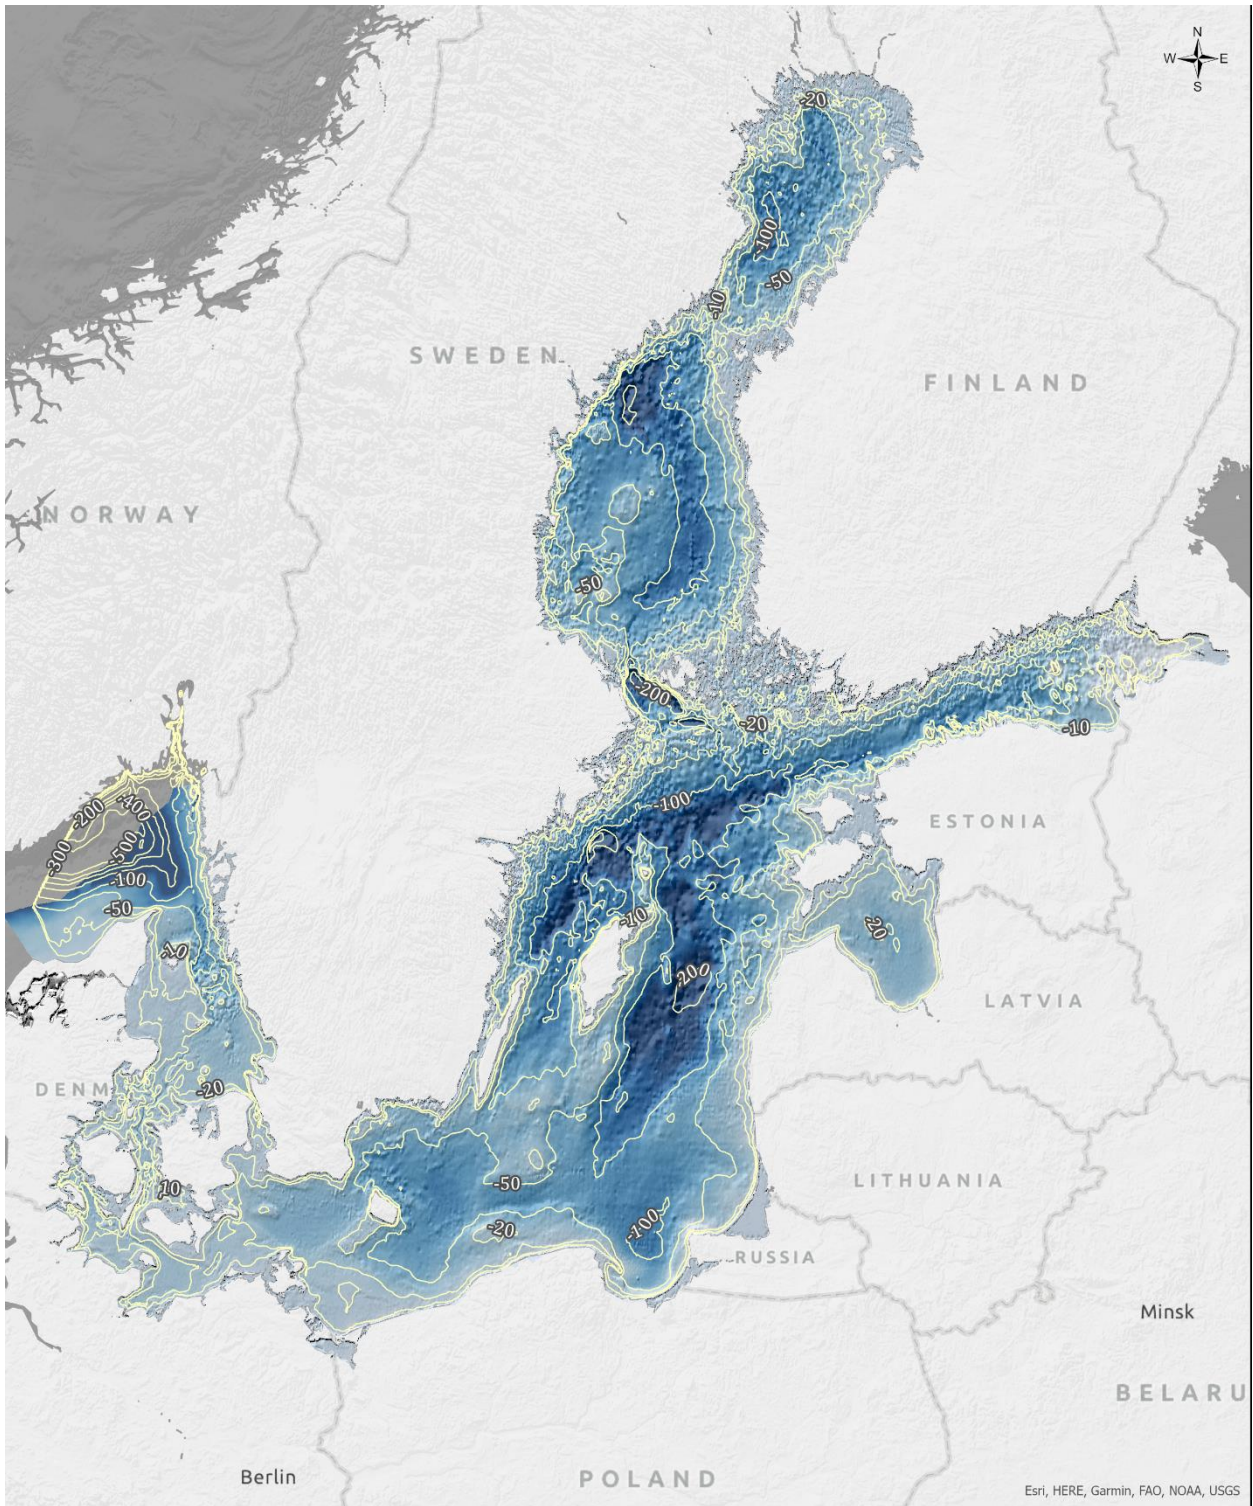 N
W E
S
-20
-100
-50
-10
SWEDEN
FINLAND
NORWAY
-50
-200
-20
-10
-100
-200
-400
-500
-300
-100
-50
-10
ESTONIA
-10
-20
-200
LATVIA
DENM
-20
LITHUANIA
-50
-10
-20
-100
RUSSIA
Minsk
BELARU
Berlin
POLAND
Esri, HERE, Garmin, FAO, NOAA, USGS